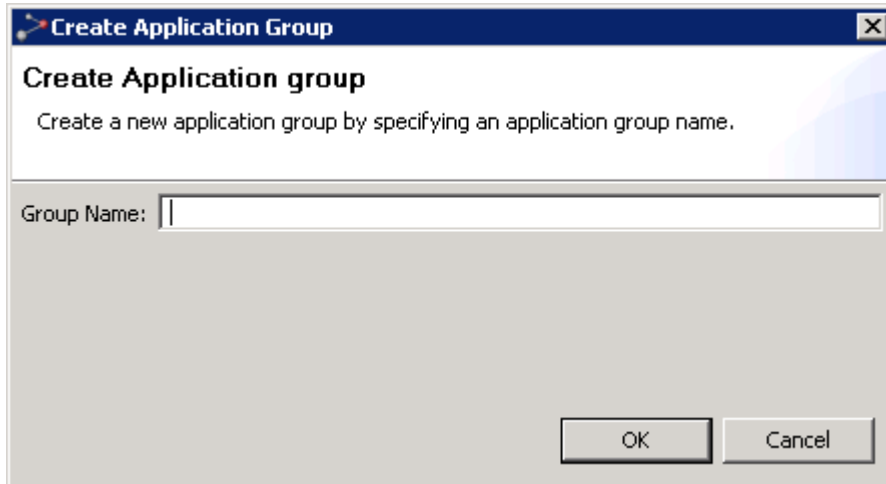 Create Application Group
Create Application group
Create a new application group by specifying an application group name.
Group Name:
OK Cancel